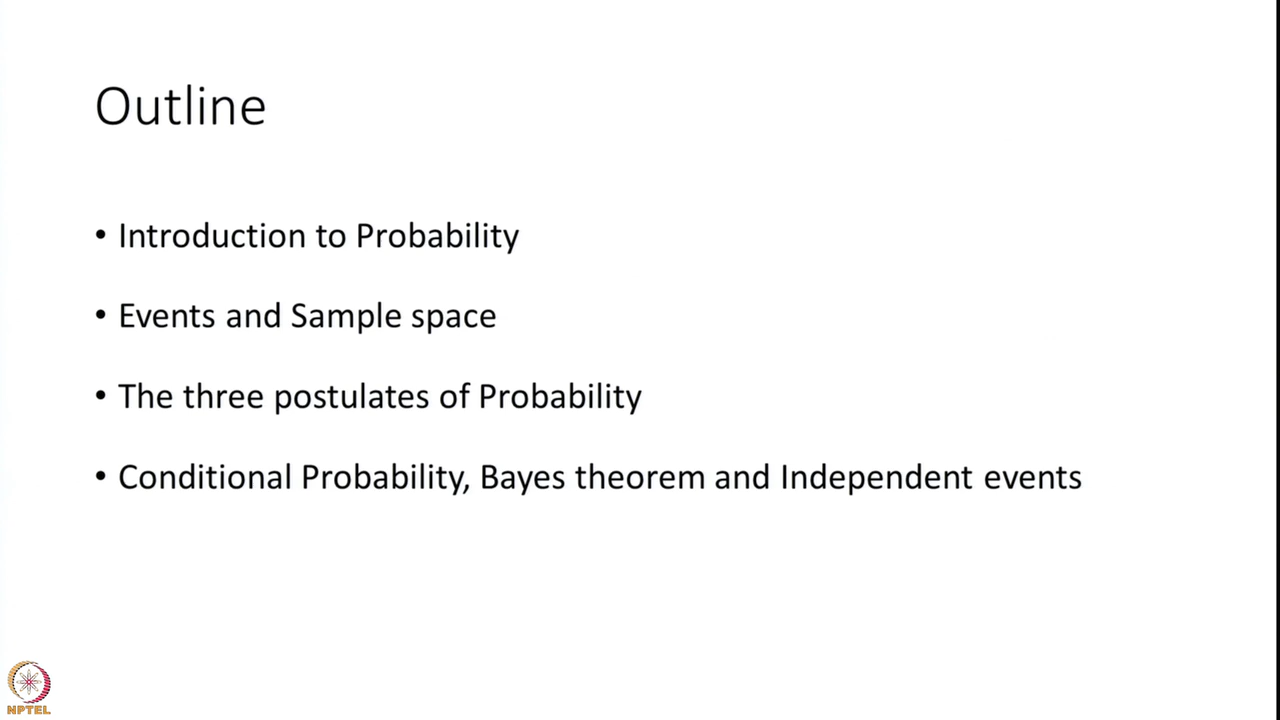 Outline
• Introduction to Probability
• Events and Sample space
• The three postulates of Probability
• Conditional Probability, Bayes theorem and Independent events
NPTEL